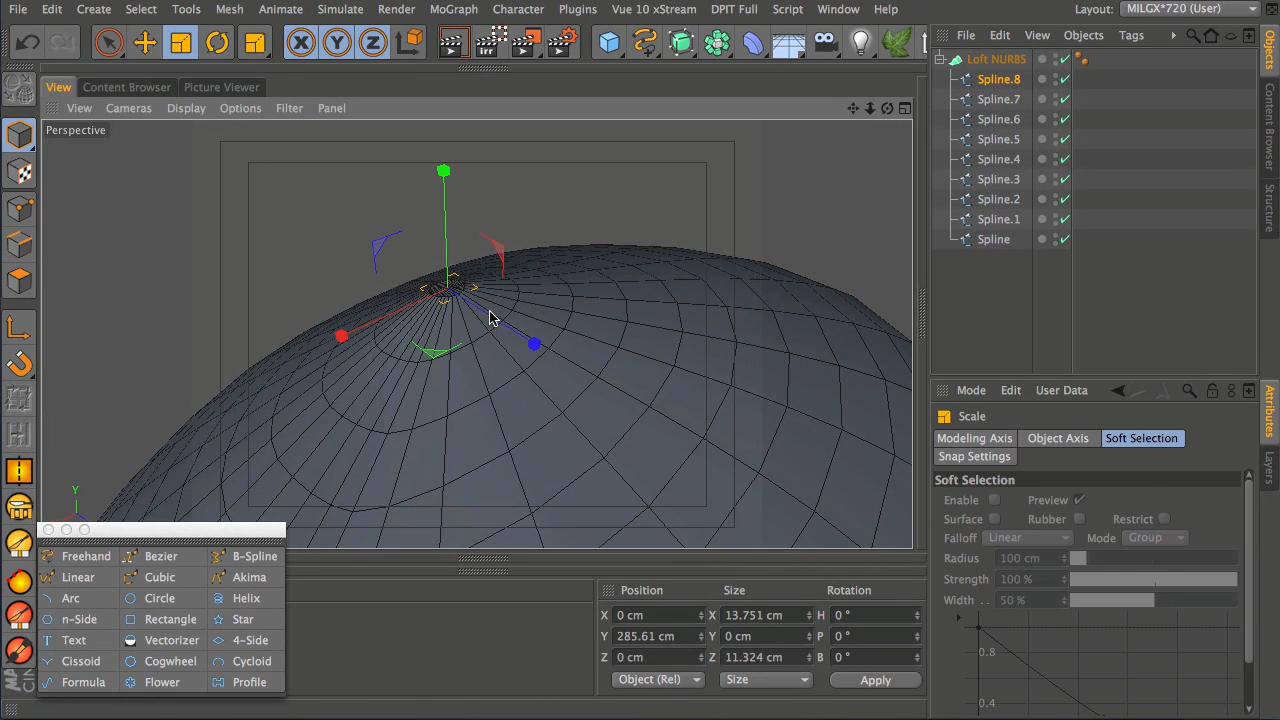 File Edit Create Selection Tools Mesh Animate Simulate Render MoGraph Character Plugins Vue 10 xStream DPIT Full Script Window Help Layout: MILGX*720 (User)
X Y Z
irr
File Edit View Objects Tags
View Content Browser Picture Viewer
View Cameras Display Options Filter Panel
Perspective
Y
Loft NURBS
Spline.8
Spline.7
Spline.6
Spline.5
Spline.4
Spline.3
Spline.2
Spline.1
Spline
Objects
Content Browser
Structure
Mode Edit User Data
Scale
Modeling Axis Object Axis Soft Selection
Snap Settings
Soft Selection
Enable Preview
Surface Rubber Restrict
Falloff Linear Mode Group
Radius 100 cm
Strength 100 %
Width . . 50 %
0.8
0.4
Attributes
Layers
Freehand Bezier B-Spline
Linear Cubic Akima
Arc Circle Helix
n-Side Rectangle Star
Text Vectorizer 4-Side
Cissoid Cogwheel Cycloid
Formula Flower Profile
Position Size Rotation
X 0 cm X 13.751 cm H 0 °
Y 285.61 cm Y 0 cm P 0 °
Z 0 cm Z 11.324 cm B 0 °
Object (Rel) Size Apply